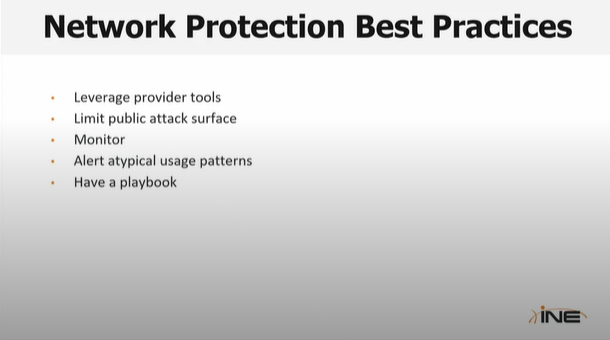 Network Protection Best Practices
• Leverage provider tools
• Limit public attack surface
• Monitor
• Alert atypical usage patterns
• Have a playbook
INE